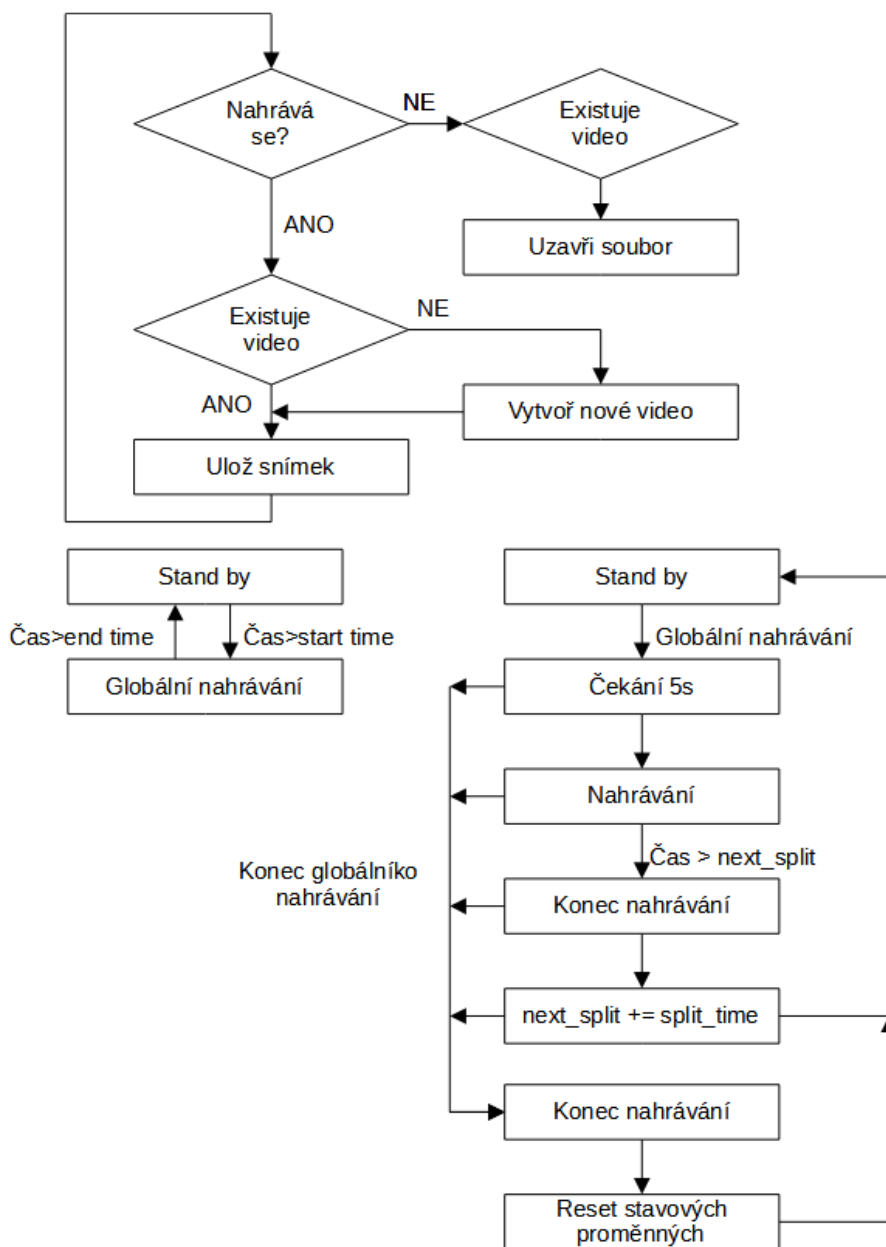 Nahrává
se?
NE
Existuje
video
ANO
Uzavři soubor
Existuje
video
NE
ANO
Vytvoř nové video
Ulož snímek
Stand by
Čas>end time
Čas>start time
Globální nahrávání
Stand by
Globální nahrávání
Čekání 5s
Nahrávání
Čas > next_split
Konec globálníko
nahrávání
Konec nahrávání
next_split += split_time
Konec nahrávání
Reset stavových
proměnných